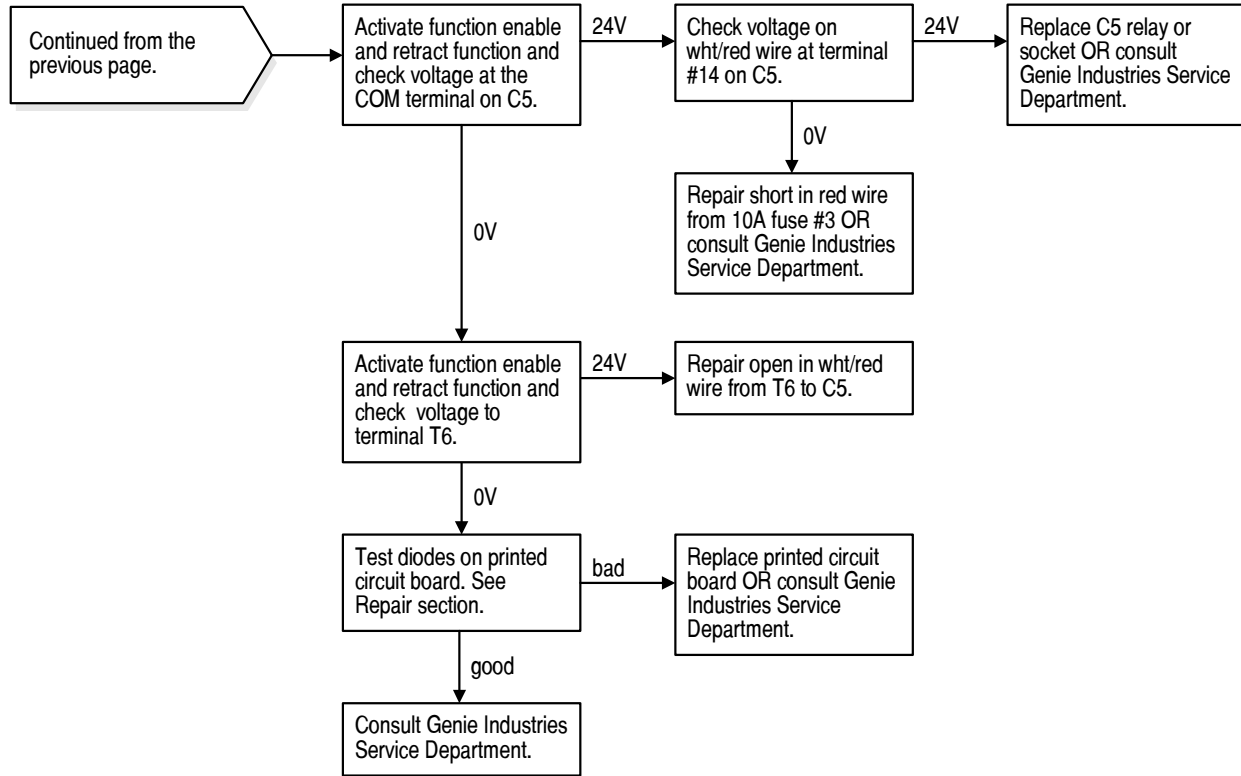 Continued from the
previous page.
Activate function enable
and retract function and
check voltage at the
COM terminal on C5.
24V
Check voltage on
wht/red wire at terminal
#14 on C5.
24V
Replace C5 relay or
socket OR consult
Genie Industries Service
Department.
0V
Repair short in red wire
from 10A fuse #3 OR
consult Genie Industries
Service Department.
0V
Activate function enable
and retract function and
check voltage to
terminal T6.
24V
Repair open in wht/red
wire from T6 to C5.
0V
Test diodes on printed
circuit board. See
Repair section.
bad
Replace printed circuit
board OR consult Genie
Industries Service
Department.
good
Consult Genie Industries
Service Department.